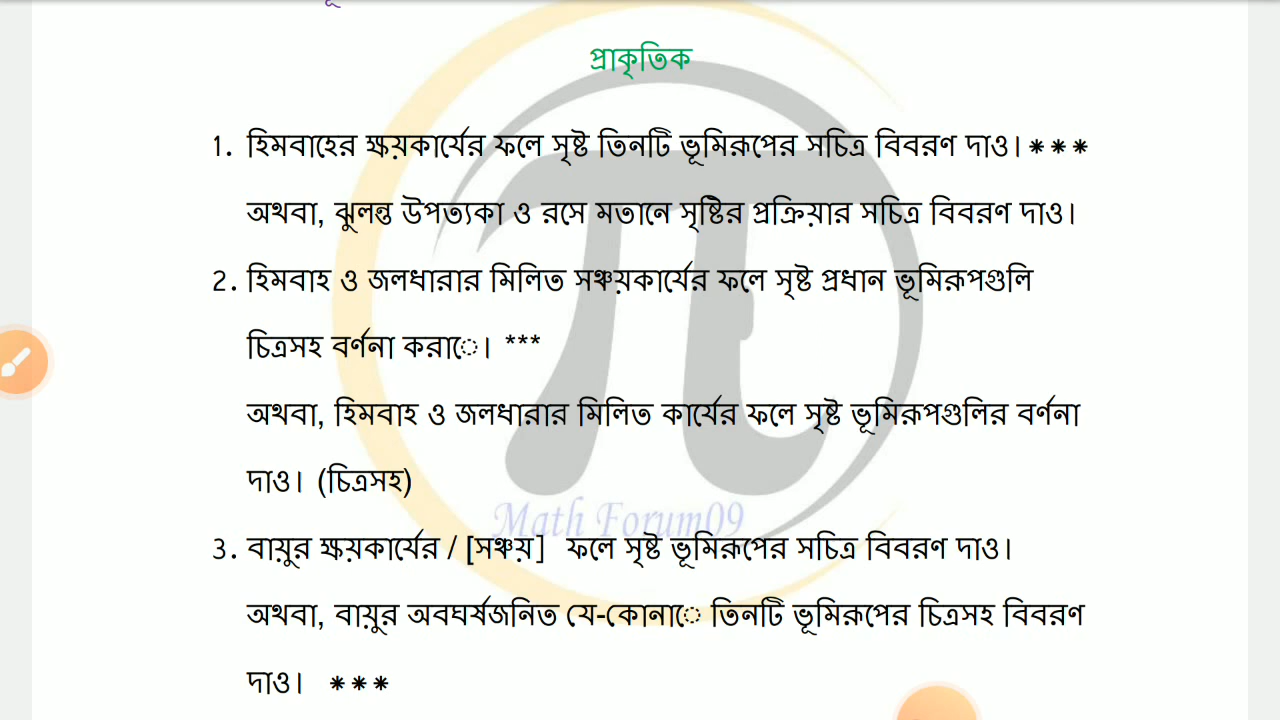 প্রাকৃতিক
1. হিমবাহের ক্ষয়কার্যের ফলে সৃষ্ট তিনটি ভূমিরূপের সচিত্র বিবরণ দাও। ***
অথবা, ঝুলন্ত উপত্যকা ও রসে মতানে সৃষ্টির প্রক্রিয়ার সচিত্র বিবরণ দাও।
2. হিমবাহ ও জলধারার মিলিত সঞ্চয়কার্যের ফলে সৃষ্ট প্রধান ভূমিরূপগুলি
চিত্রসহ বর্ণনা করাে। ***
অথবা, হিমবাহ ও জলধারার মিলিত কার্যের ফলে সৃষ্ট ভূমিরূপগুলির বর্ণনা
দাও। (চিত্রসহ)
Math Forum09
3. বায়ুর ক্ষয়কার্যের / [সঞ্চয়] ফলে সৃষ্ট ভূমিরূপের সচিত্র বিবরণ দাও।
অথবা, বায়ুর অবঘর্ষজনিত যে-কোনাে তিনটি ভূমিরূপের চিত্রসহ বিবরণ
দাও। ***